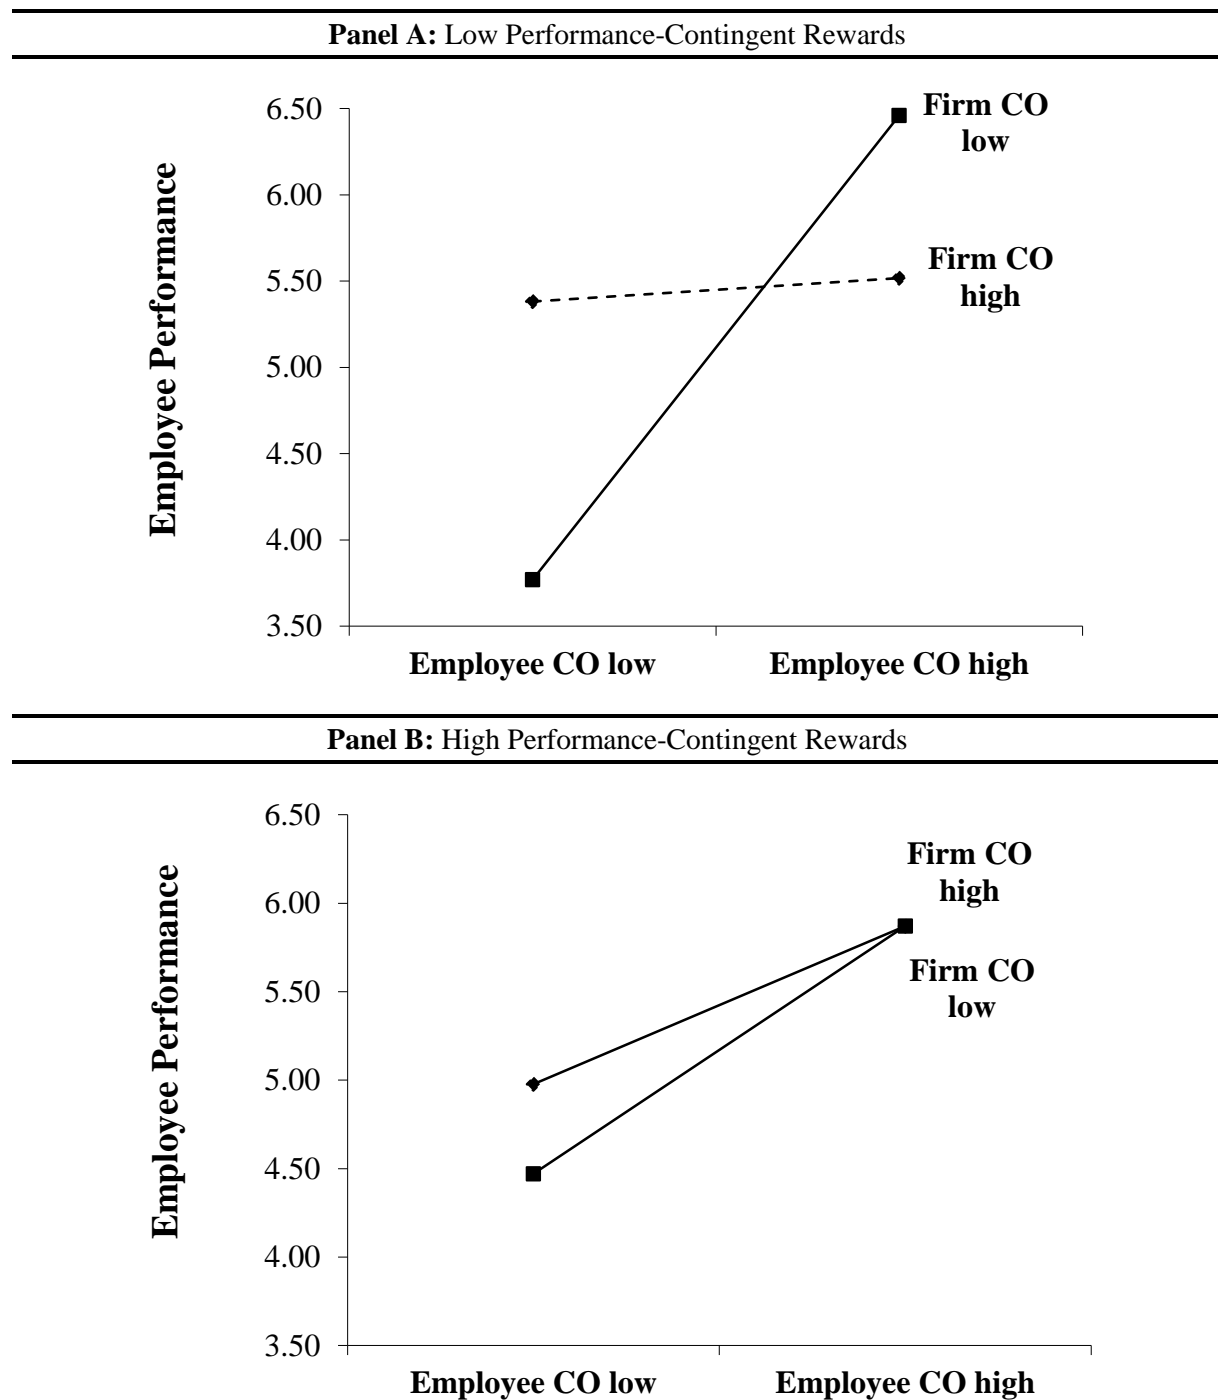 Panel A: Low Performance-Contingent Rewards
Employee Performance
6.50
6.00
5.50
5.00
4.50
4.00
3.50
Firm CO
low
Firm CO
high
Employee CO low
Employee CO high
Panel B: High Performance-Contingent Rewards
Employee Performance
6.50
6.00
5.50
5.00
4.50
4.00
3.50
Firm CO
high
Firm CO
low
Employee CO low
Employee CO high